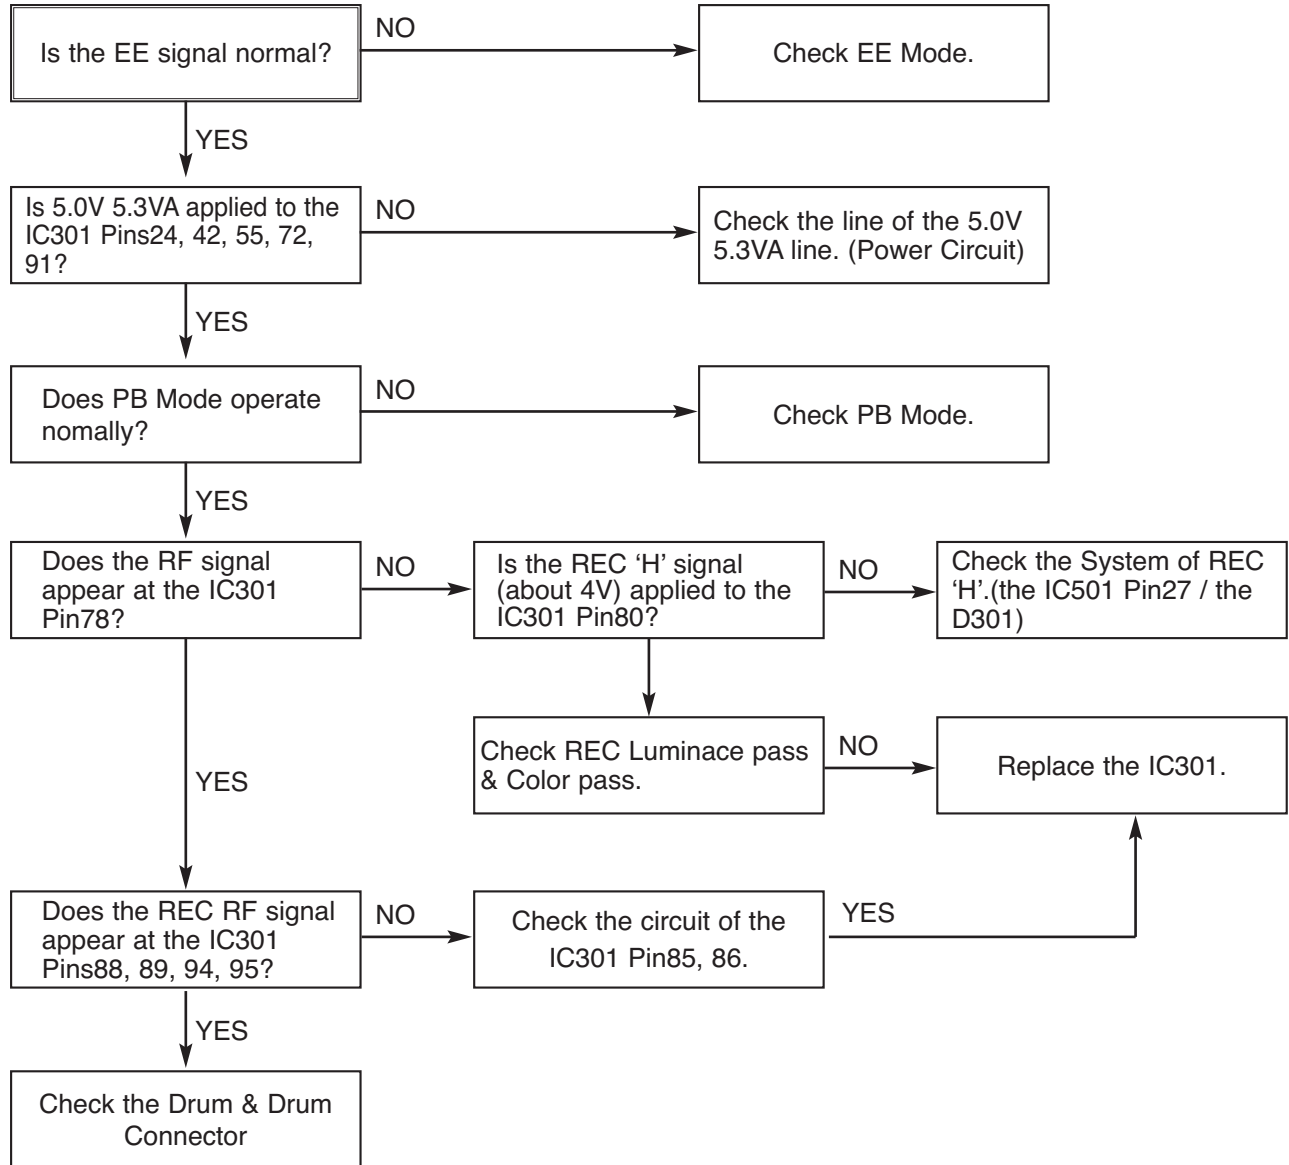 Is the EE signal normal?
NO
Check EE Mode.
YES
Is 5.0V 5.3VA applied to the
IC301 Pins24, 42, 55, 72,
91?
NO
Check the line of the 5.0V
5.3VA line. (Power Circuit)
YES
Does PB Mode operate
nomally?
NO
Check PB Mode.
YES
Does the RF signal
appear at the IC301
Pin78?
NO
Is the REC ‘H’ signal
(about 4V) applied to the
IC301 Pin80?
NO
Check the System of REC
‘H’.(the IC501 Pin27 / the
D301)
YES
Check REC Luminace pass
& Color pass.
NO
Replace the IC301.
Does the REC RF signal
appear at the IC301
Pins88, 89, 94, 95?
NO
Check the circuit of the
IC301 Pin85, 86.
YES
YES
Check the Drum & Drum
Connector